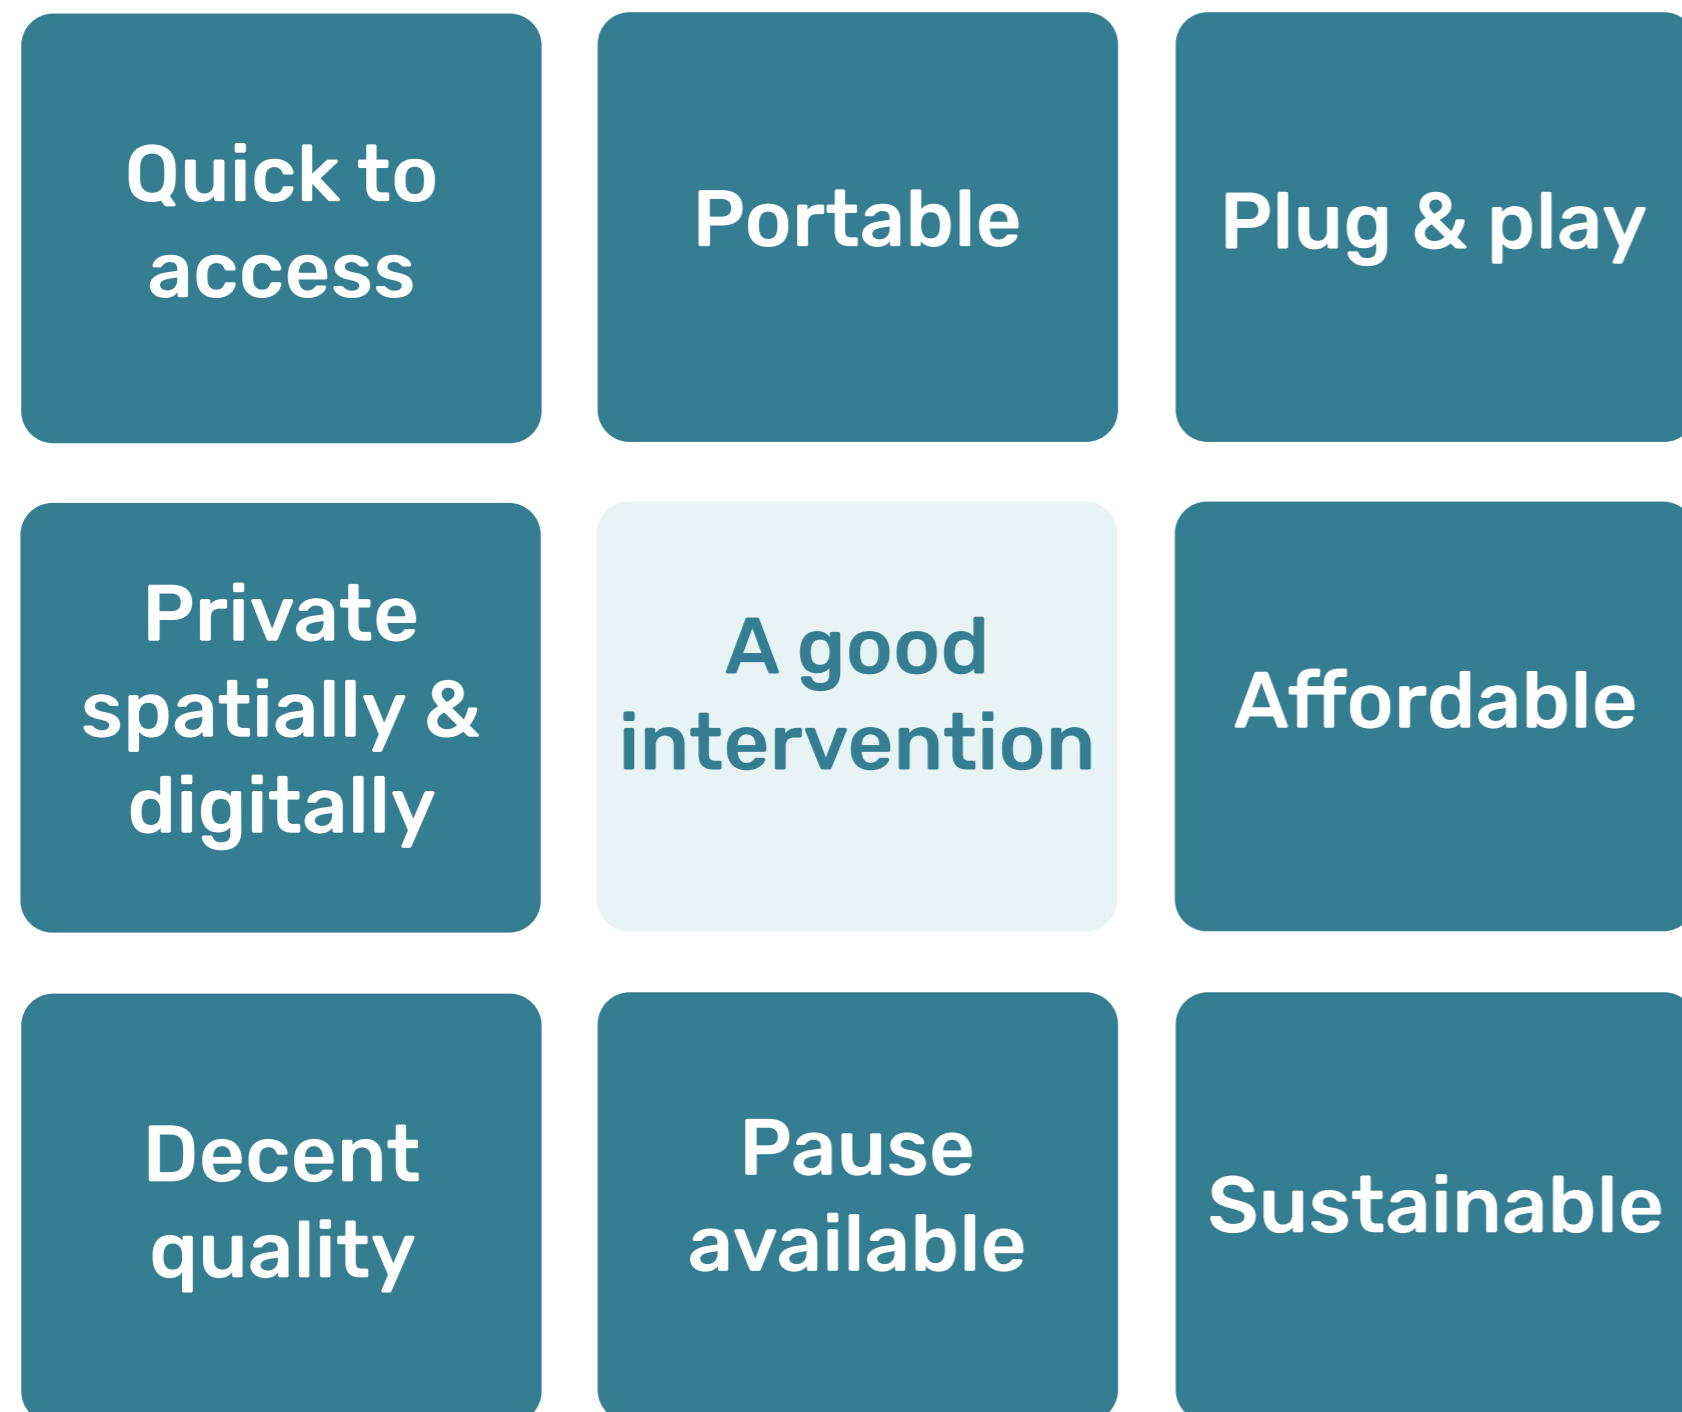 Quick to
access
Portable
Plug & play
Private
spatially &
digitally
A good
intervention
Affordable
Decent
quality
Pause
available
Sustainable